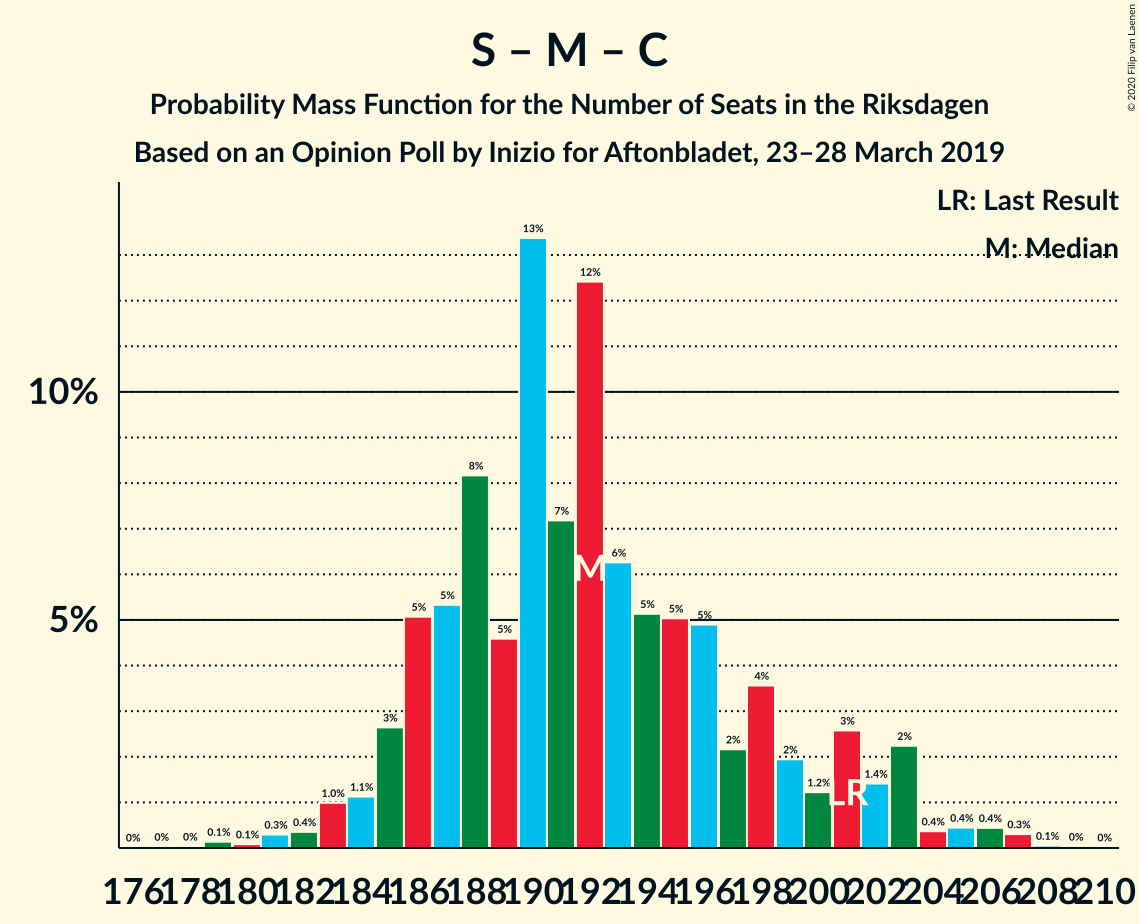 © 2020 Filip van Laenen
S – M – C
Probability Mass Function for the Number of Seats in the Riksdagen
Based on an Opinion Poll by Inizio for Aftonbladet, 23–28 March 2019
LR: Last Result
M: Median
10%
5%
0% 0% 0% 0.1% 0.1% 0.3% 0.4% 1.0% 1.1% 3% 5% 5% 8% 5% 13% 7% 12% 6% 5% 5% 5% 2% 4% 2% 1.2% 3% 1.4% 2% 0.4% 0.4% 0.4% 0.3% 0.1% 0% 0%
M
LR
176 178 180 182 184 186 188 190 192 194 196 198 200 202 204 206 208 210